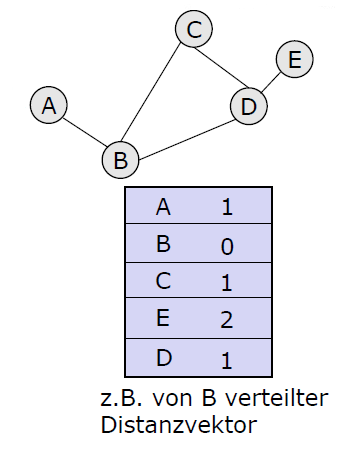 C
E
A
D
B
A 1
B 0
C 1
E 2
D 1
z.B. von B verteilter
Distanzvektor